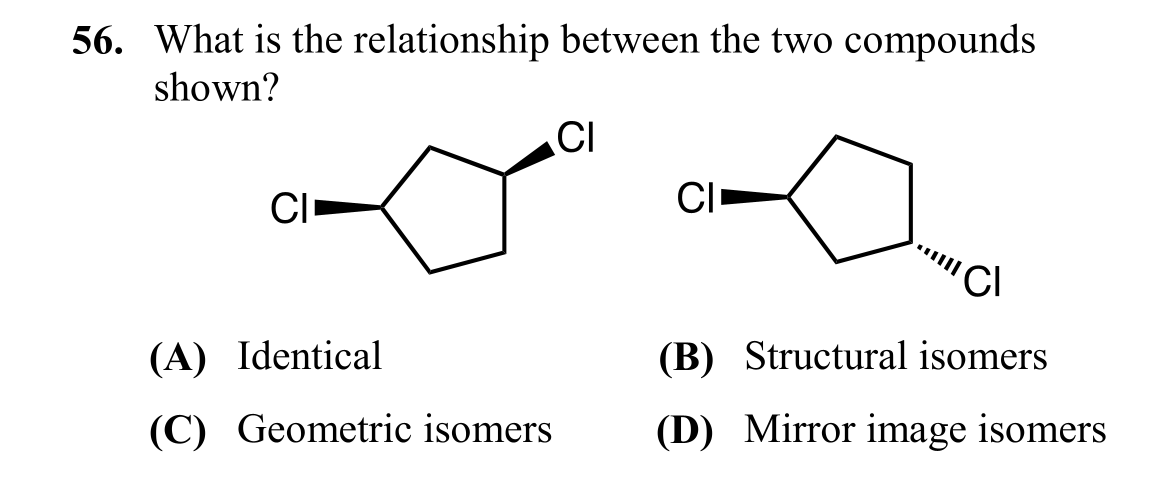 56. What is the relationship between the two compounds
shown?
Cl
Cl
Cl
Cl
(A) Identical (B) Structural isomers
(C) Geometric isomers (D) Mirror image isomers